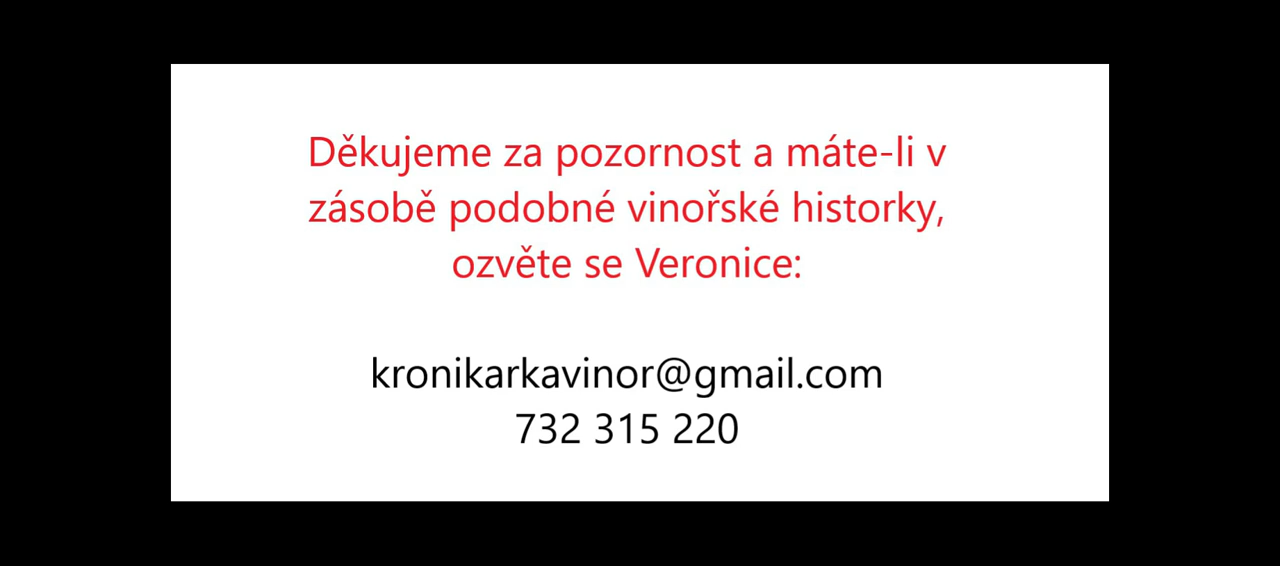 Děkujeme za pozornost a máte-li v
zásobě podobné vinořské historky,
ozvěte se Veronice:
kronikarkavinor@gmail.com
732 315 220